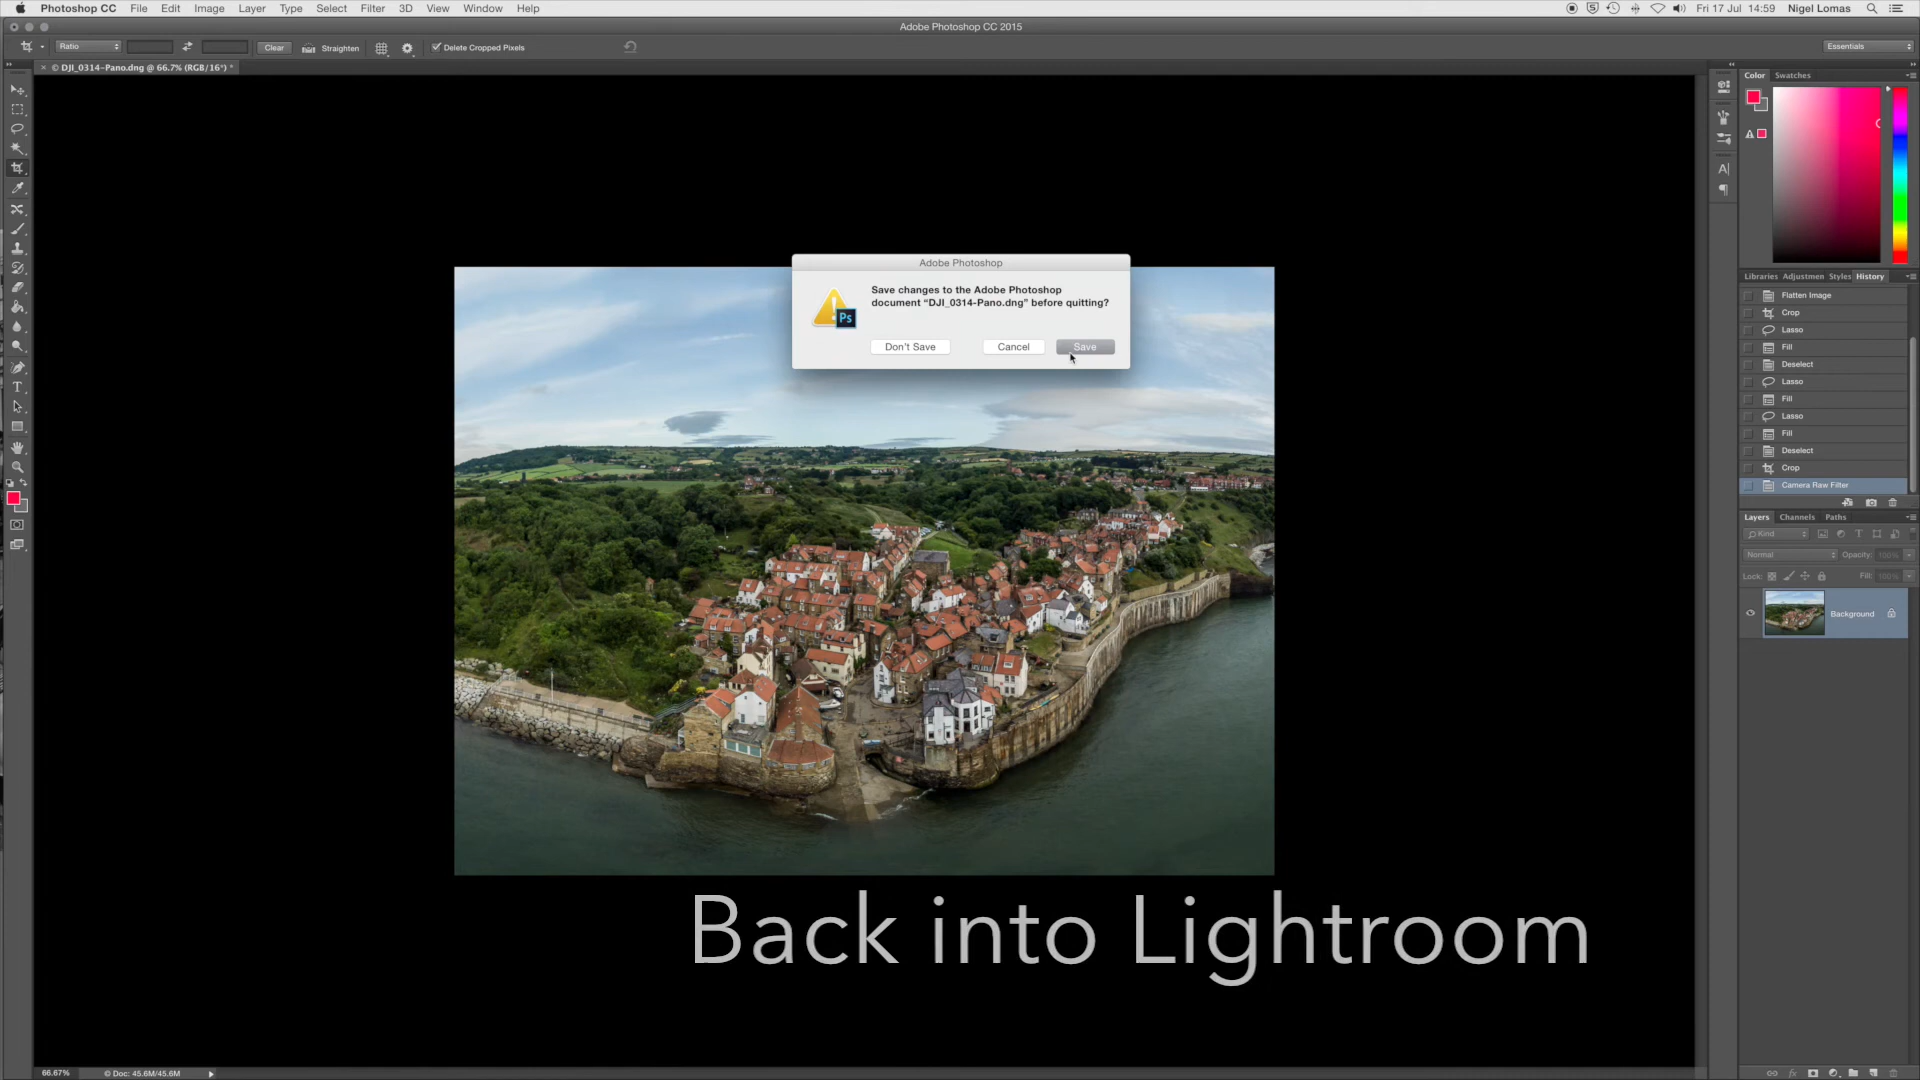 Photoshop CC File Edit Image Layer Type Select Filter 3D View Window Help Fri 17 Jul 14:59 Nigel Lomas
Adobe Photoshop CC 2015
Ratio Clear Straighten Delete Cropped Pixels Essentials
× © DJI_0314-Pano.dng @ 66.7% (RGB/16*) *
Color Swatches
Adobe Photoshop
Save changes to the Adobe Photoshop
document “DJI_0314-Pano.dng” before quitting?
Ps
Don't Save Cancel Save
Libraries Adjustmen Styles History
Flatten Image
Crop
Lasso
Fill
Deselect
Lasso
Fill
Lasso
Fill
Deselect
Crop
Camera Raw Filter
Layers Channels Paths
Kind
Normal Opacity: 100%
Lock: Fill: 100%
Background
Back into Lightroom
66.67% © Doc: 45.6M/45.6M